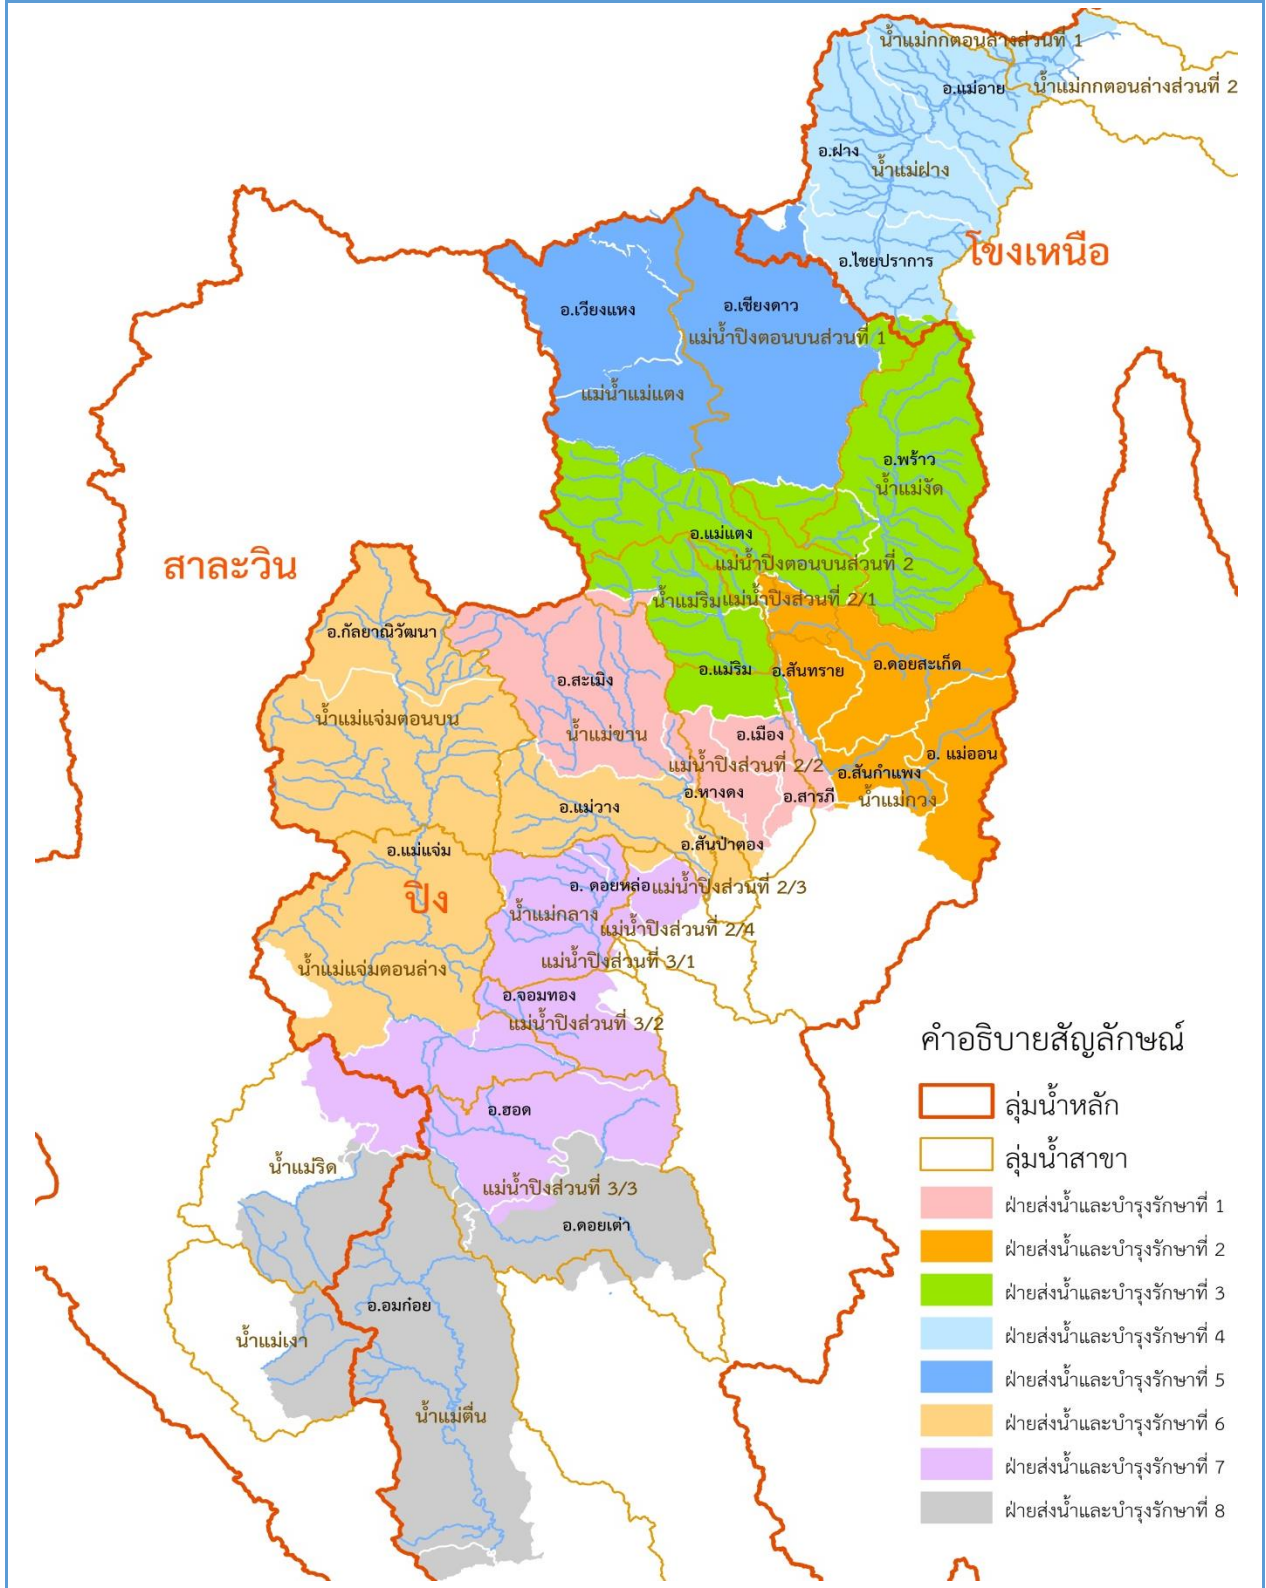 น้ำแม่กกตอนล่างส่วนที่ 1
อ.แม่อาย
น้ำแม่กกตอนล่างส่วนที่ 2
อ.ฝาง
น้ำแม่ฝาง
อ.ไชยปราการ
โขงเหนือ
อ.เวียงแหง
อ.เชียงดาว
แม่น้ำปิงตอนบนส่วนที่ 1
แม่น้ำแม่แตง
อ.พร้าว
น้ำแม่งัด
อ.แม่แตง
แม่น้ำปิงตอนบนส่วนที่ 2
สาละวิน
น้ำแม่ริม
แม่น้ำปิงส่วนที่ 2/1
อ.กัลยาณิวัฒนา
อ.สะเมิง
อ.แม่ริม
อ.สันทราย
อ.ดอยสะเก็ด
น้ำแม่แจ่มตอนบน
น้ำแม่ขาน
อ.เมือง
แม่น้ำปิงส่วนที่ 2/2
อ. แม่ออน
อ.สันกำแพง
อ.หางดง
อ.สารภี
น้ำแม่กวง
อ.แม่วาง
อ.สันป่าตอง
อ.แม่แจ่ม
ปิง
อ. ดอยหล่อ
แม่น้ำปิงส่วนที่ 2/3
น้ำแม่กลาง
แม่น้ำปิงส่วนที่ 2/4
แม่น้ำปิงส่วนที่ 3/1
น้ำแม่แจ่มตอนล่าง
อ.จอมทอง
แม่น้ำปิงส่วนที่ 3/2
อ.ฮอด
น้ำแม่ริด
แม่น้ำปิงส่วนที่ 3/3
อ.ดอยเต่า
อ.อมก๋อย
น้ำแม่เงา
น้ำแม่ตื่น
คำอธิบายสัญลักษณ์
ลุ่มน้ำหลัก
ลุ่มน้ำสาขา
ฝ่ายส่งน้ำและบำรุงรักษาที่ 1
ฝ่ายส่งน้ำและบำรุงรักษาที่ 2
ฝ่ายส่งน้ำและบำรุงรักษาที่ 3
ฝ่ายส่งน้ำและบำรุงรักษาที่ 4
ฝ่ายส่งน้ำและบำรุงรักษาที่ 5
ฝ่ายส่งน้ำและบำรุงรักษาที่ 6
ฝ่ายส่งน้ำและบำรุงรักษาที่ 7
ฝ่ายส่งน้ำและบำรุงรักษาที่ 8